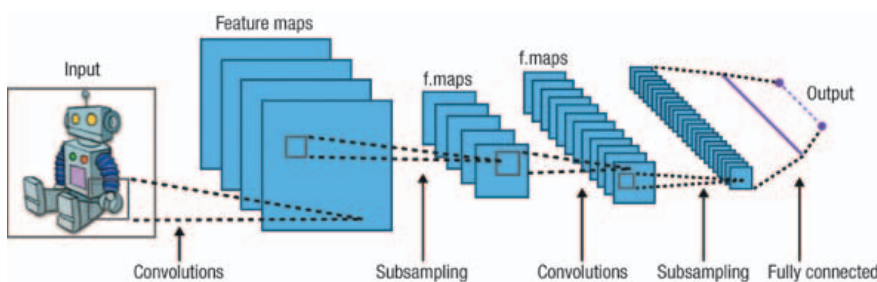 Feature maps
Input
f.maps
f.maps
Output
Convolutions
Subsampling
Convolutions
Subsampling
Fully connected